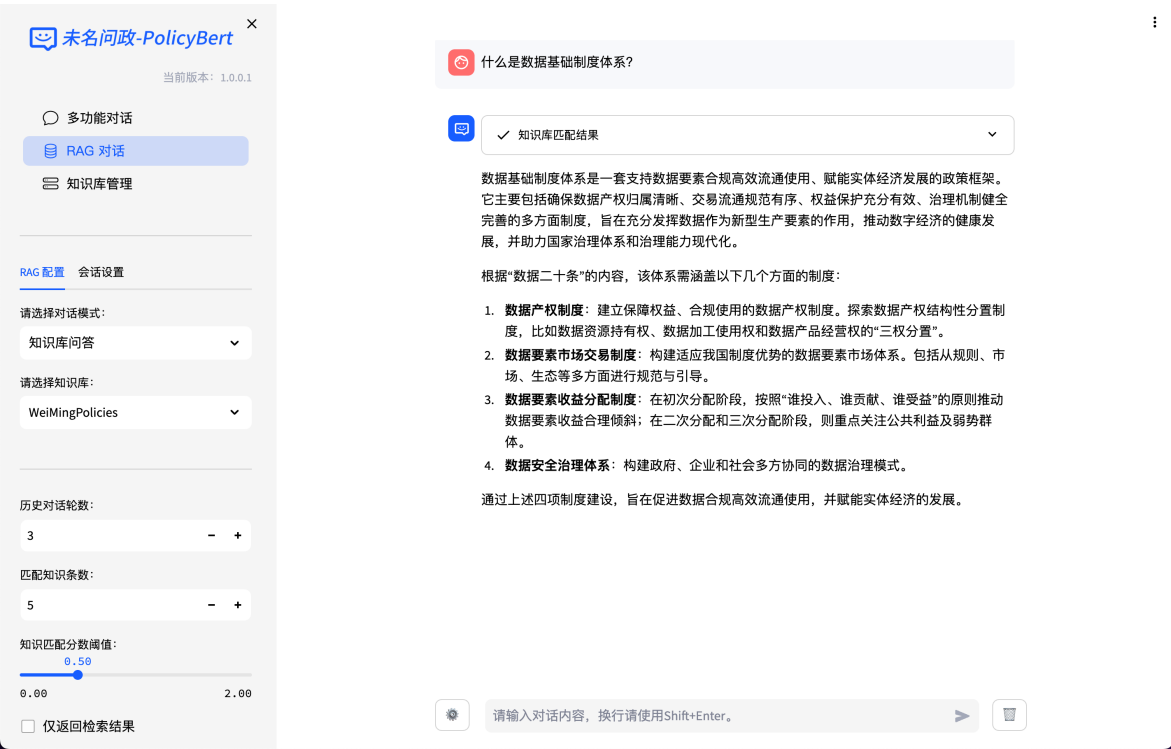 未名问政-PolicyBert
当前版本：1.0.0.1
多功能对话
RAG 对话
知识库管理
RAG 配置 会话设置
请选择对话模式：
知识库问答
请选择知识库：
WeiMingPolicies
历史对话轮数：
3
匹配知识条数：
5
知识匹配分数阈值：
0.50
0.00 2.00
仅返回检索结果
什么是数据基础制度体系?
知识库匹配结果
数据基础制度体系是一套支持数据要素合规高效流通使用、赋能实体经济发展的政策框架。
它主要包括确保数据产权归属清晰、交易流通规范有序、权益保护充分有效、治理机制健全
完善的多方面制度，旨在充分发挥数据作为新型生产要素的作用，推动数字经济的健康发
展，并助力国家治理体系和治理能力现代化。
根据“数据二十条”的内容，该体系需涵盖以下几个方面的制度：
1. 数据产权制度：建立保障权益、合规使用的数据产权制度。探索数据产权结构性分置制
度，比如数据资源持有权、数据加工使用权和数据产品经营权的“三权分置”。
2. 数据要素市场交易制度：构建适应我国制度优势的数据要素市场体系。包括从规则、市
场、生态等多方面进行规范与引导。
3. 数据要素收益分配制度：在初次分配阶段，按照“谁投入、谁贡献、谁受益”的原则推动
数据要素收益合理倾斜；在二次分配和三次分配阶段，则重点关注公共利益及弱势群
体。
4. 数据安全治理体系：构建政府、企业和社会多方协同的数据治理模式。
通过上述四项制度建设，旨在促进数据合规高效流通使用，并赋能实体经济的发展。
请输入对话内容，换行请使用Shift+Enter。